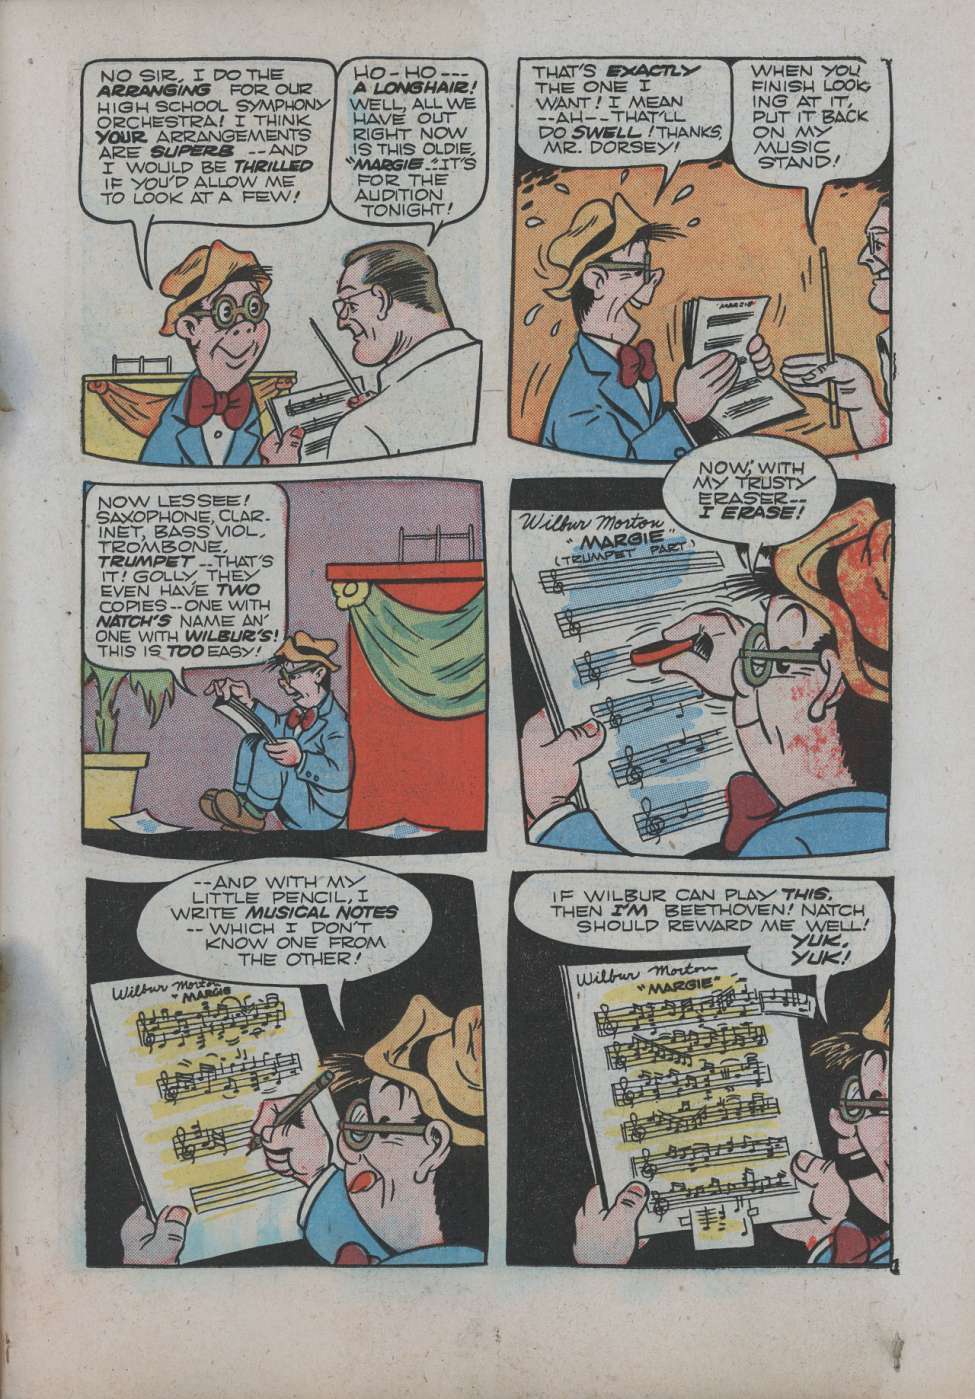 NO SIR, I DO THE
ARRANGING FOR OUR
HIGH SCHOOL SYMPHONY
ORCHESTRA! I THINK
YOUR ARRANGEMENTS
ARE SUPERB --AND
I WOULD BE THRILLED
IF YOU'D ALLOW ME
TO LOOK AT A FEW!
HO-HO---
A LONGHAIR!
WELL, ALL WE
HAVE OUT
RIGHT NOW
IS THIS OLDIE,
"MARGIE". IT'S
FOR THE
AUDITION
TONIGHT!
THAT'S EXACTLY
THE ONE I
WANT! I MEAN
--AH--THAT'LL
DO SWELL! THANKS,
MR. DORSEY!
WHEN YOU
FINISH LOOK-
ING AT IT,
PUT IT BACK
ON MY
MUSIC
STAND!
MARGIE
NOW LESSEE!
SAXOPHONE, CLAR-
INET, BASS VIOL,
TROMBONE,
TRUMPET --THAT'S
IT! GOLLY, THEY
EVEN HAVE TWO
COPIES--ONE WITH
NATCH'S NAME AN'
ONE WITH WILBUR'S!
THIS IS TOO EASY!
NOW, WITH
MY TRUSTY
ERASER--
I ERASE!
Wilbur Morton
"MARGIE"
(TRUMPET PART)
--AND WITH MY
LITTLE PENCIL, I
WRITE MUSICAL NOTES
--WHICH I DON'T
KNOW ONE FROM
THE OTHER!
Wilbur Morton
"MARGIE
IF WILBUR CAN PLAY THIS,
THEN I'M BEETHOVEN! NATCH
SHOULD REWARD ME WELL!
YUK,
YUK!
Wilbur Morton
"MARGIE"